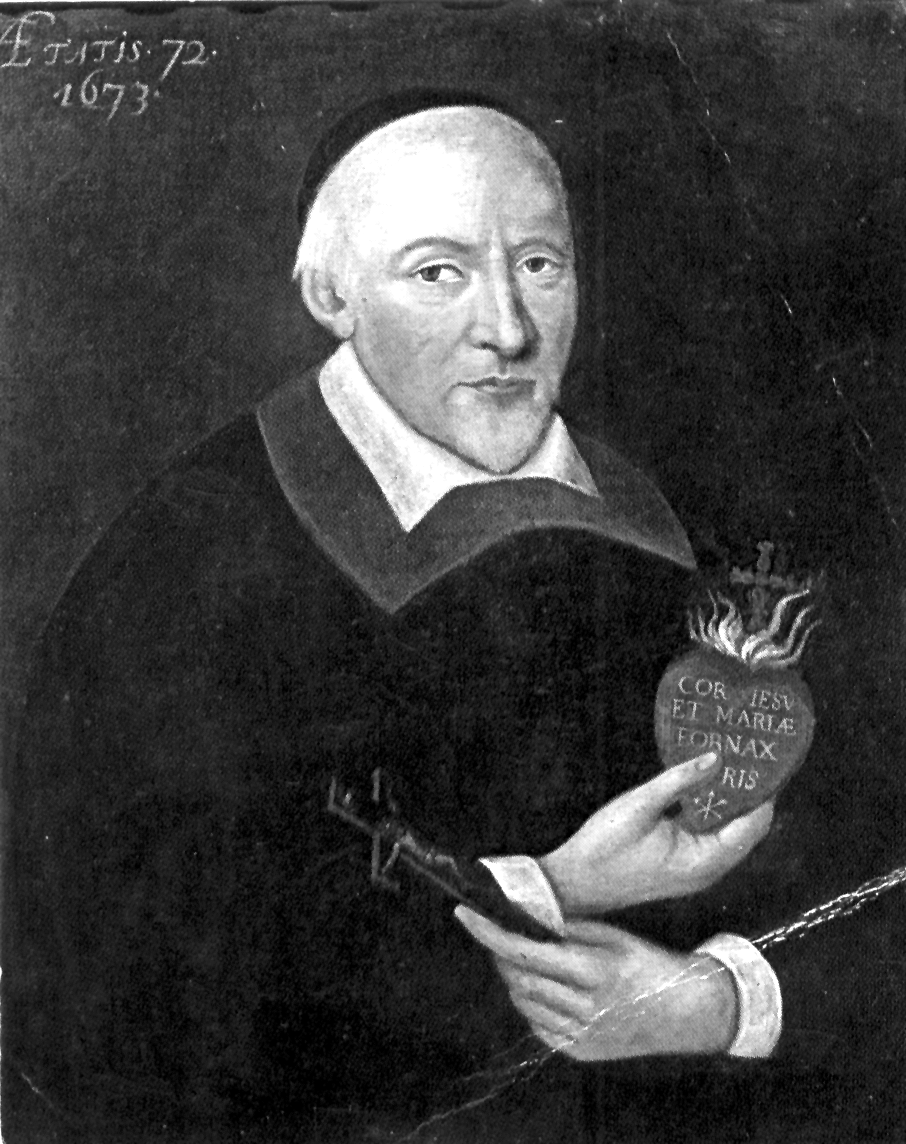 ÆTATIS. 72.
1673.
COR IESV
ET MARIÆ
FORNAX
RIS